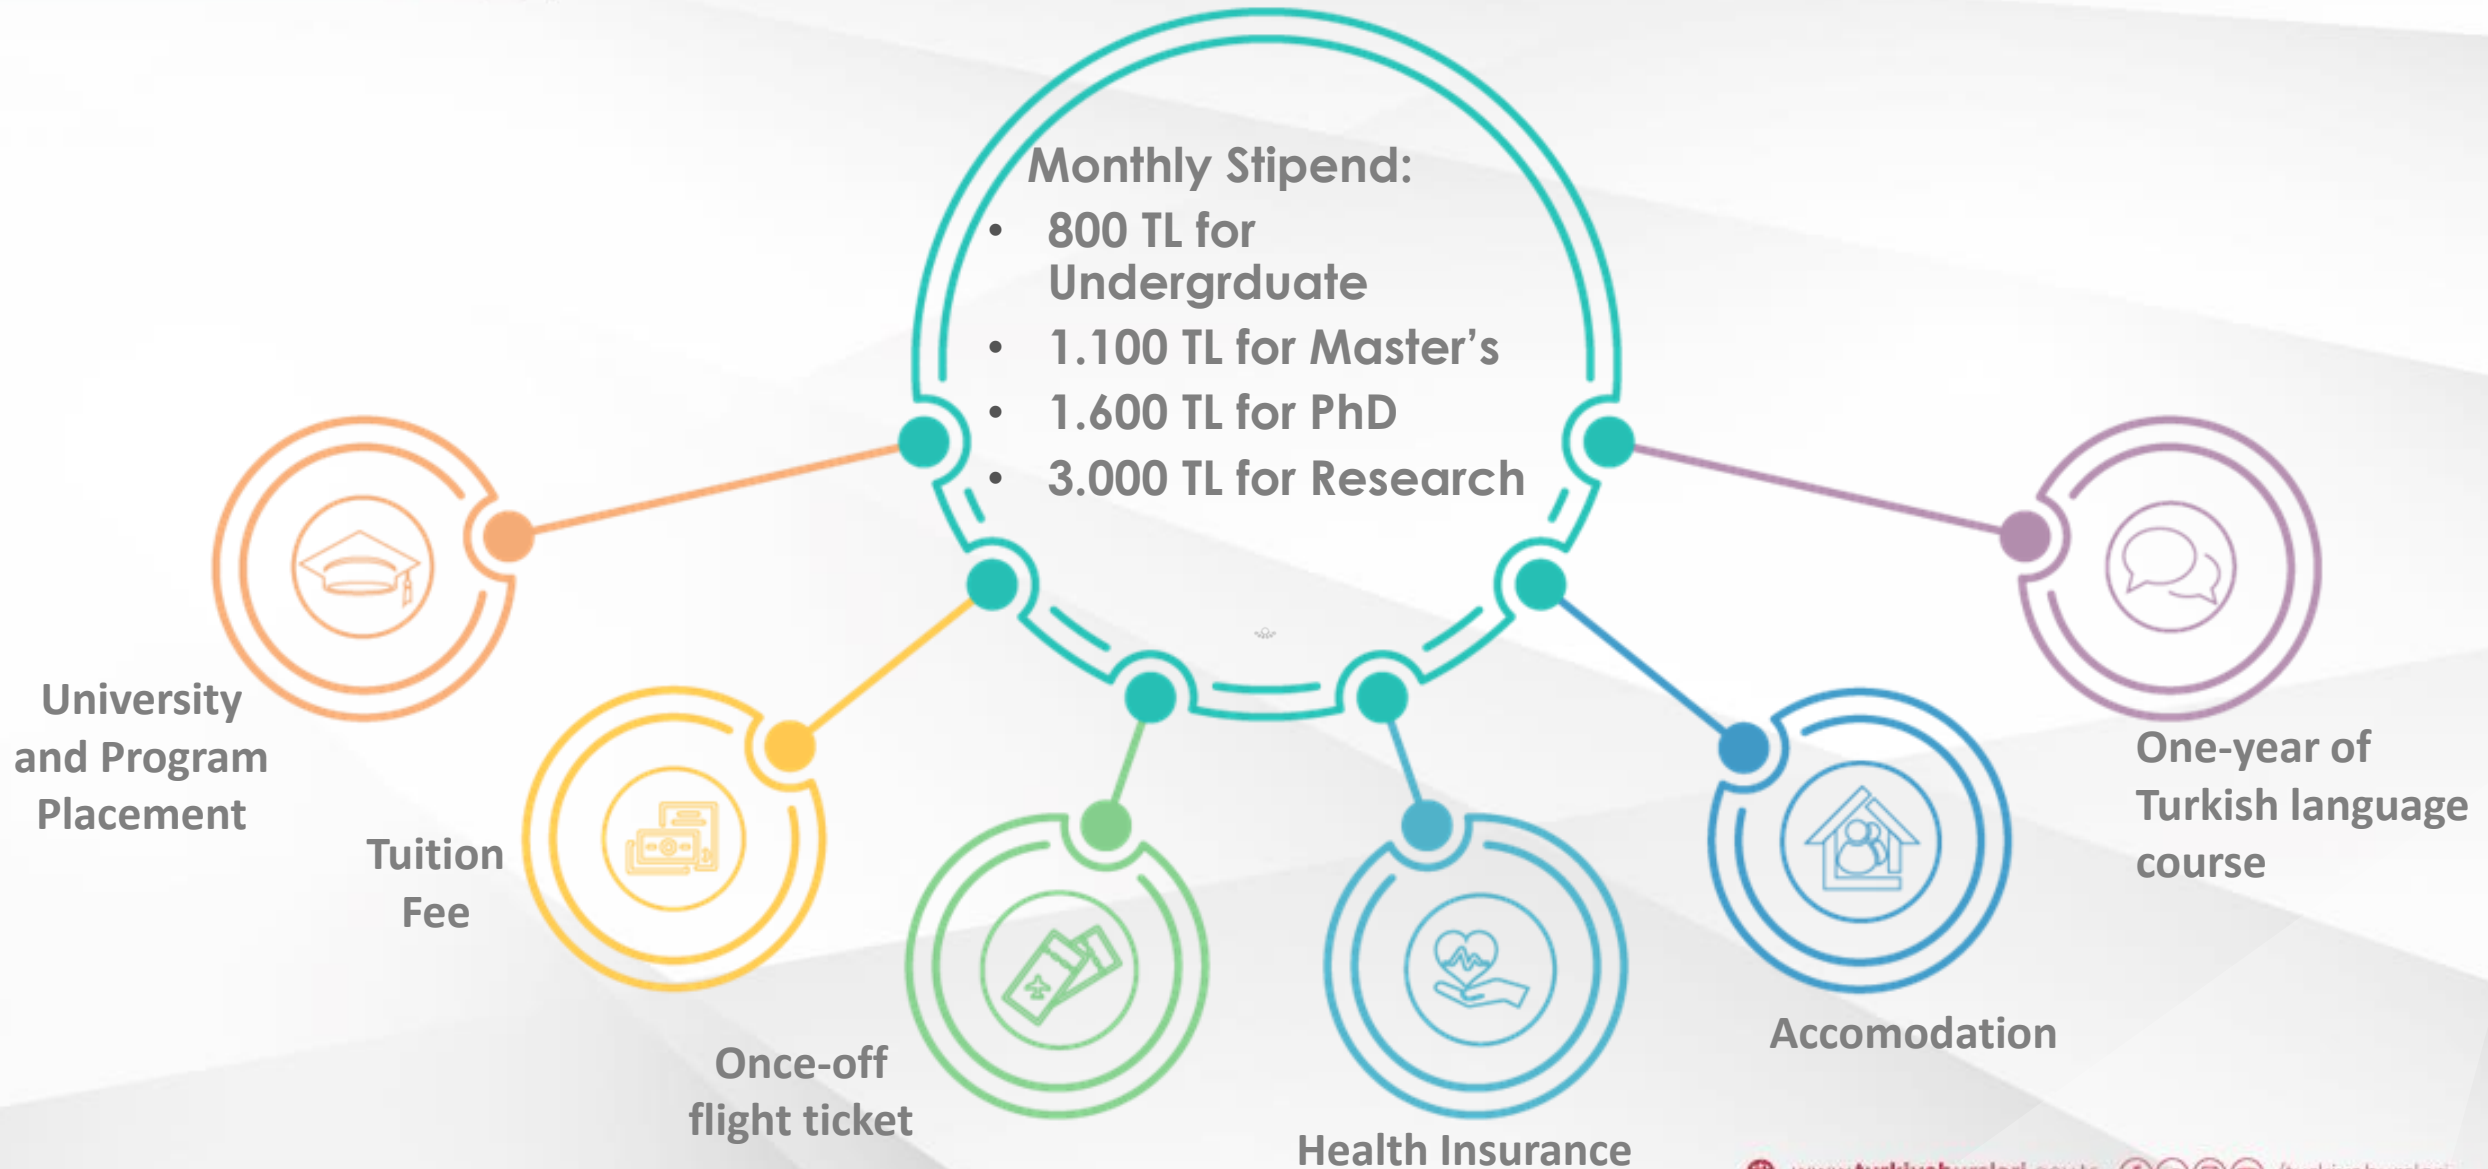 Monthly Stipend:
• 800 TL for
Undergrduate
• 1.100 TL for Master's
• 1.600 TL for PhD
• 3.000 TL for Research
University
and Program
Placement
Tuition
Fee
Once-off
flight ticket
Health Insurance
Accomodation
One-year of
Turkish language
course